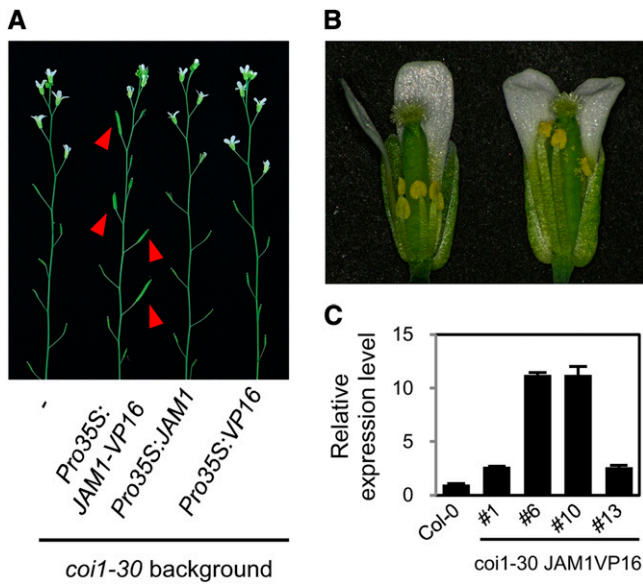 A
-
Pro35S:
JAM1-VP16
Pro35S:JAM1
Pro35S:VP16
coi1-30 background
B
C
Relative
expression level
15
10
5
0
Col-0
#1
#6
#10
#13
coi1-30 JAM1VP16